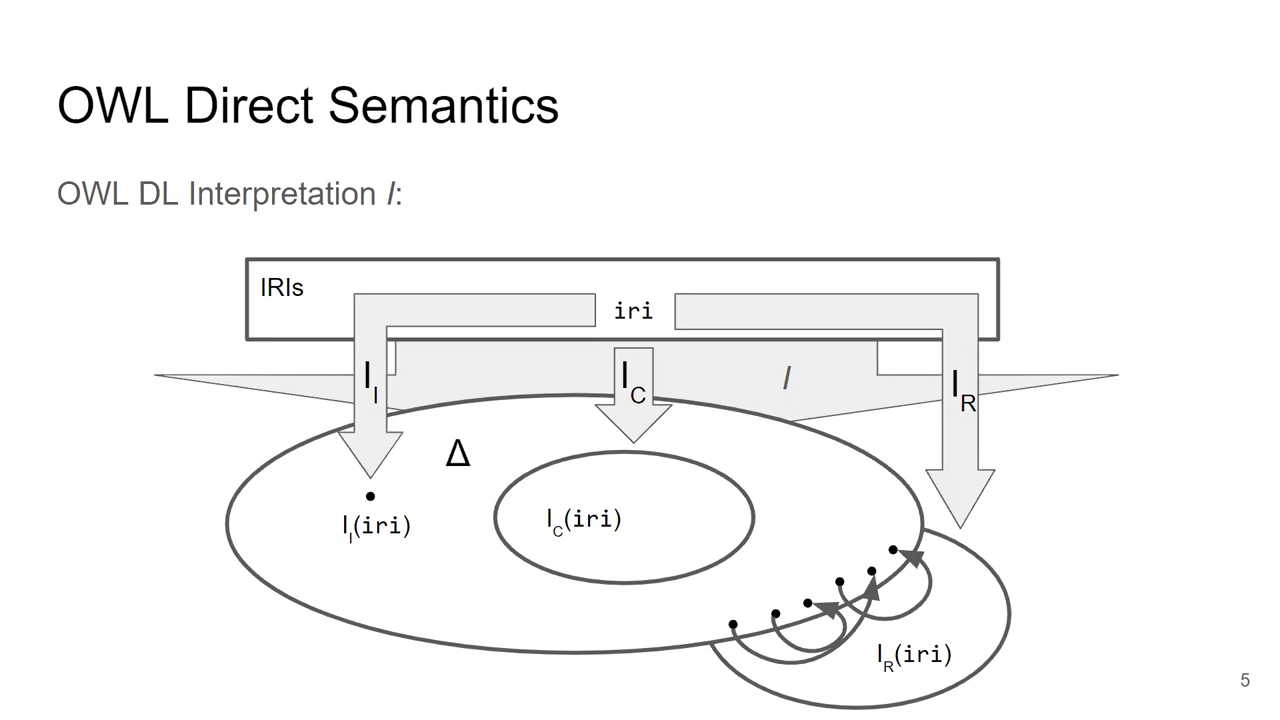 OWL Direct Semantics
OWL DL Interpretation I:
IRIs
iri
I_I
I_C
I
I_R
Δ
I_I(iri)
I_C(iri)
I_R(iri)
5